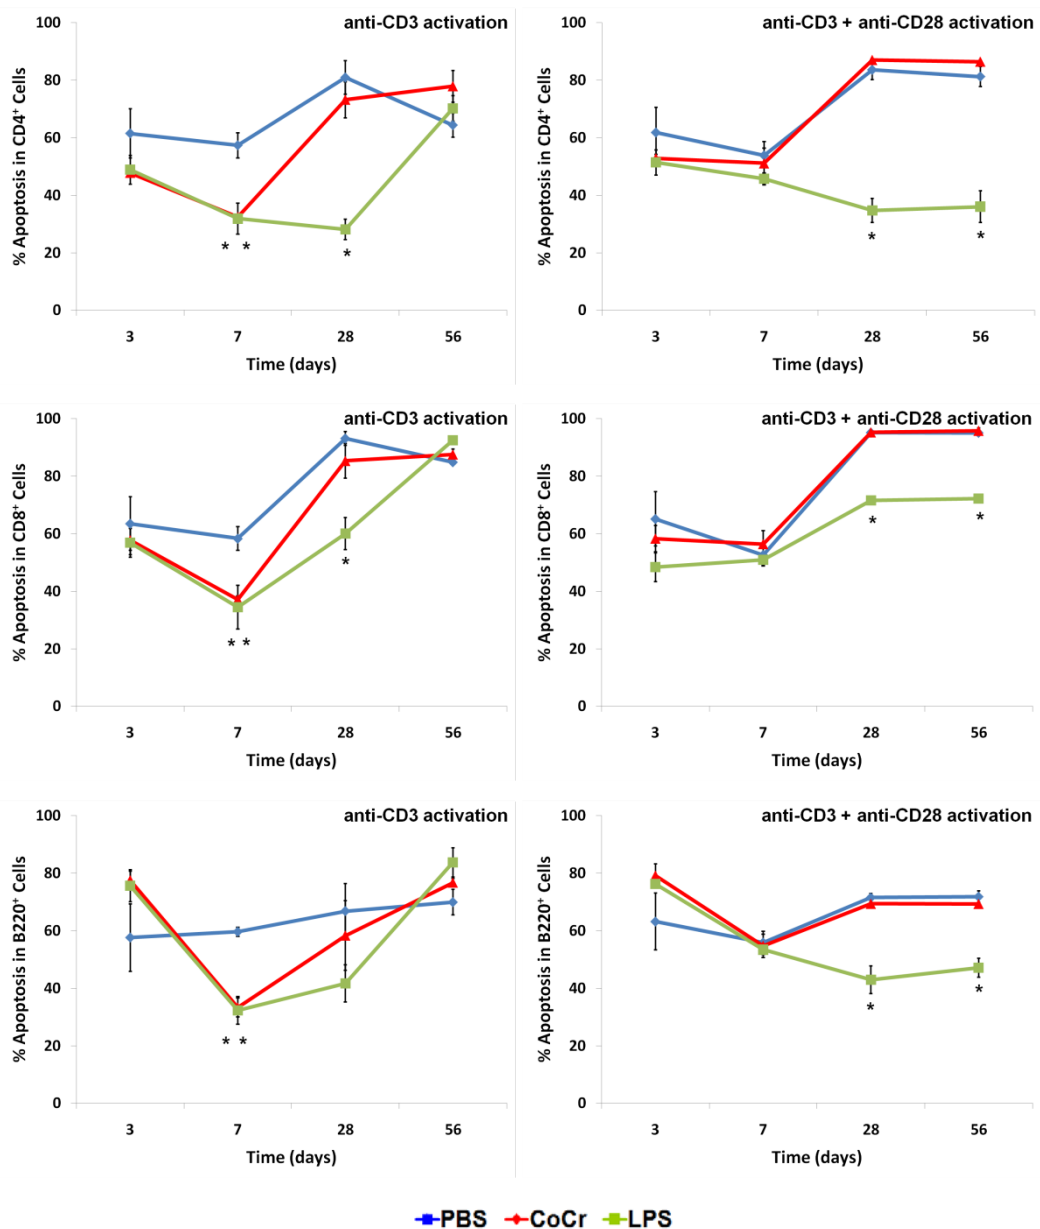 anti-CD3 activation
% Apoptosis in CD4⁺ Cells
100
80
60
40
20
0
* *
*
3 7 28 56
Time (days)
anti-CD3 + anti-CD28 activation
% Apoptosis in CD4⁺ Cells
100
80
60
40
20
0
*
*
3 7 28 56
Time (days)
anti-CD3 activation
% Apoptosis in CD8⁺ Cells
100
80
60
40
20
0
* *
*
3 7 28 56
Time (days)
anti-CD3 + anti-CD28 activation
% Apoptosis in CD8⁺ Cells
100
80
60
40
20
0
*
*
3 7 28 56
Time (days)
anti-CD3 activation
% Apoptosis in B220⁺ Cells
100
80
60
40
20
0
* *
3 7 28 56
Time (days)
anti-CD3 + anti-CD28 activation
% Apoptosis in B220⁺ Cells
100
80
60
40
20
0
*
*
3 7 28 56
Time (days)
PBS CoCr LPS